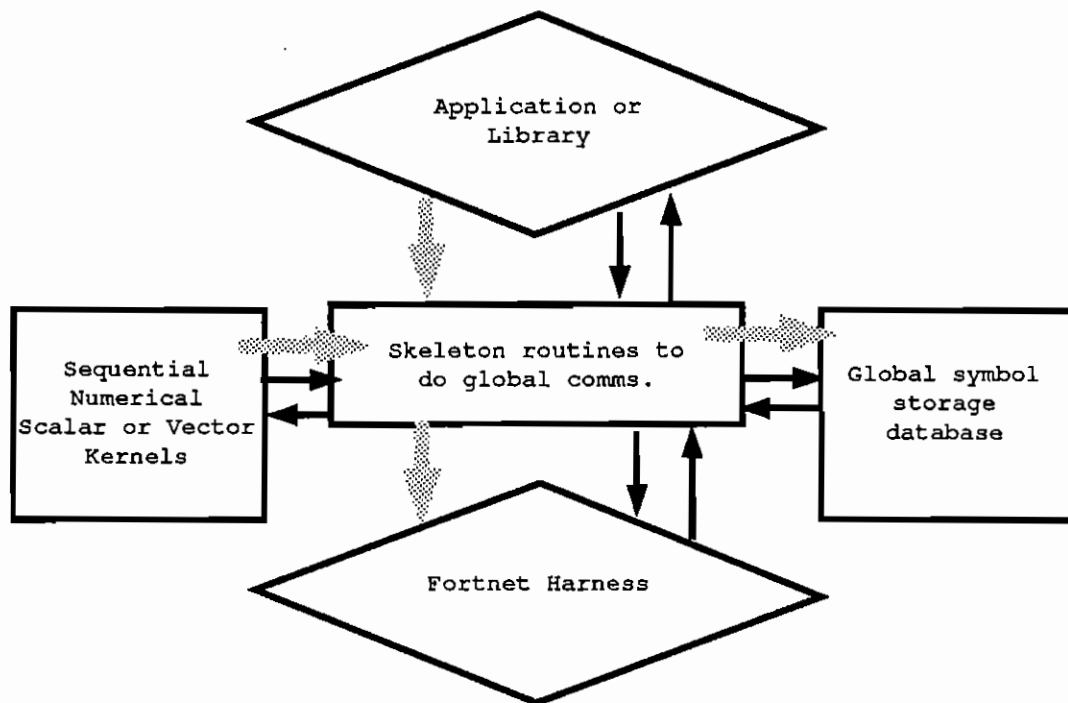 Application or
Library
Skeleton routines to
do global comms.
Sequential
Numerical
Scalar or Vector
Kernels
Global symbol
storage
database
Fortnet Harness